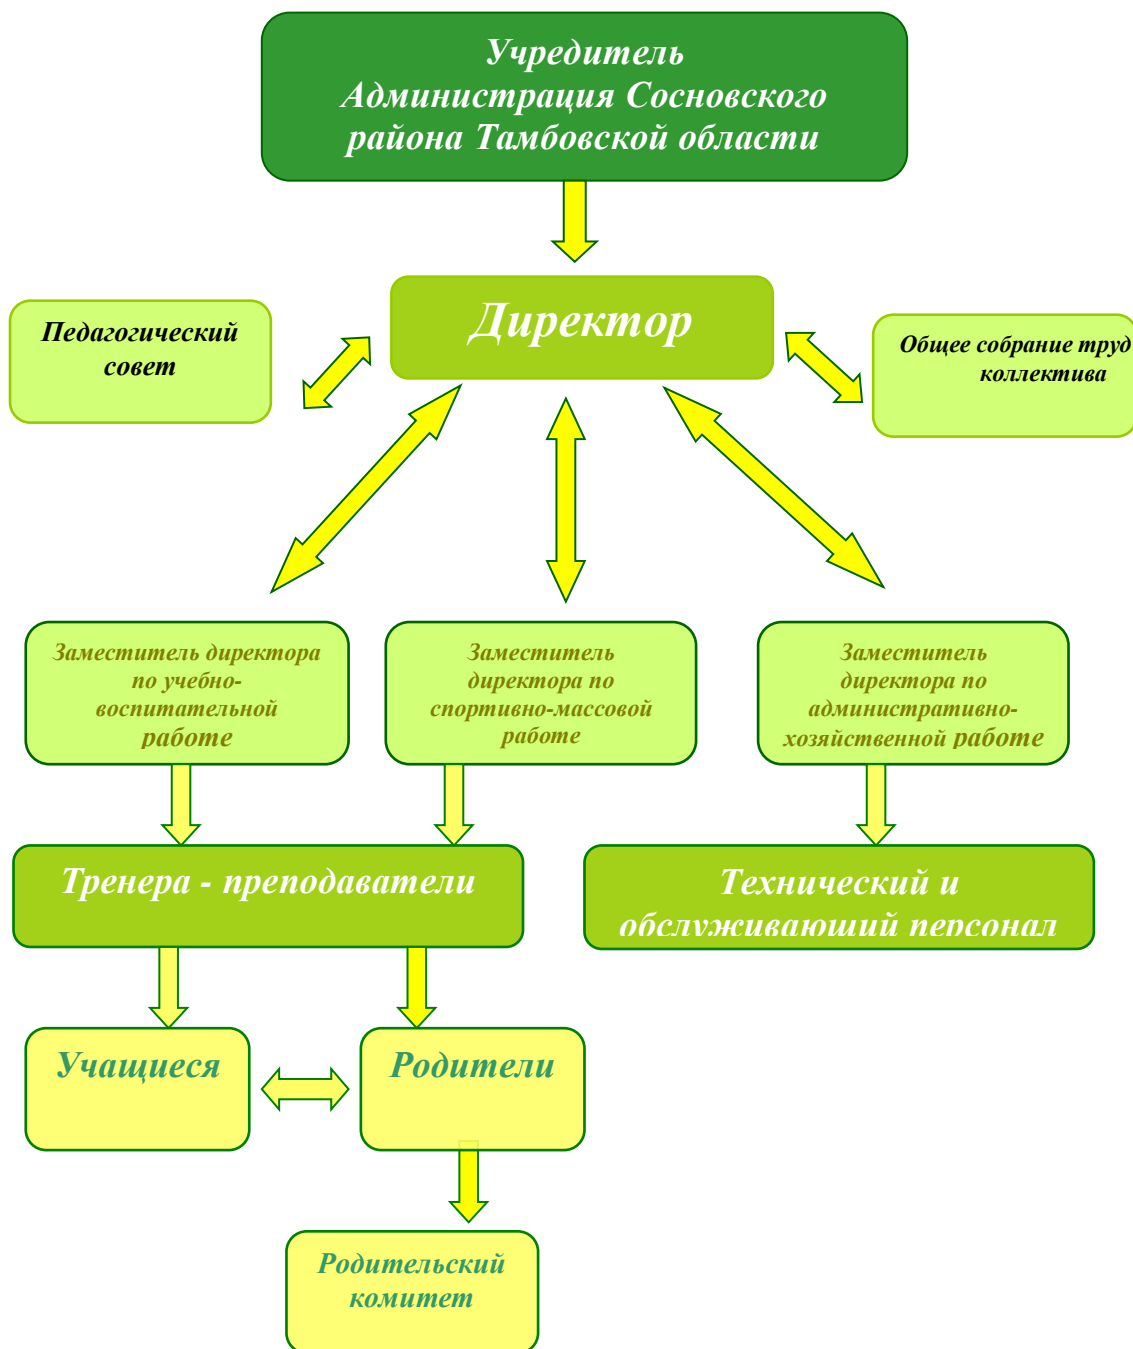 Учредитель
Администрация Сосновского
района Тамбовской области
Директор
Педагогический
совет
Общее собрание труд
коллектива
Заместитель директора
по учебно-
воспитательной
работе
Заместитель
директора по
спортивно-массовой
работе
Заместитель
директора по
административно-
хозяйственной работе
Тренера - преподаватели
Технический и
обслуживающий персонал
Учащиеся
Родители
Родительский
комитет